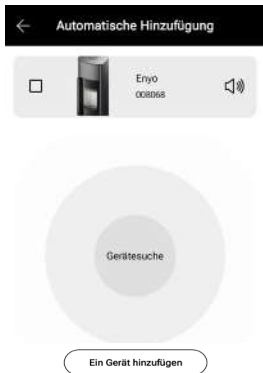 Automatische Hinzufügung
Enyo
008068
Gerätesuche
Ein Gerät hinzufügen